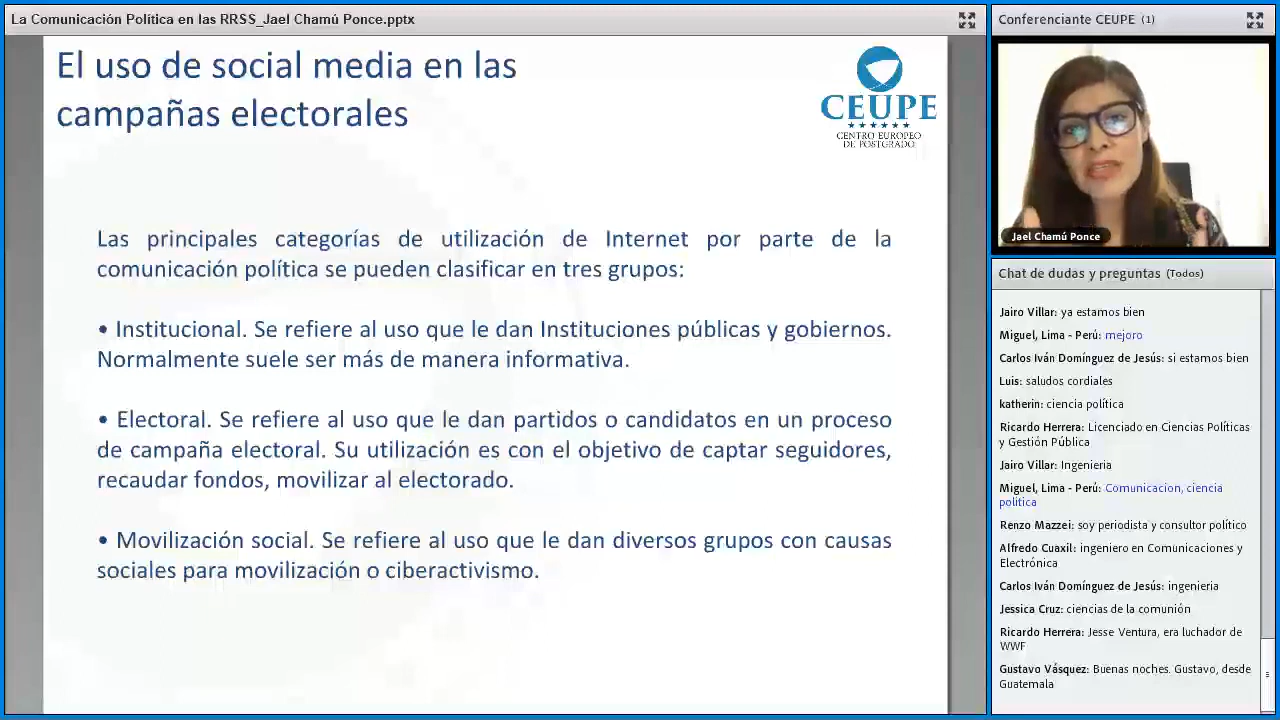 La Comunicación Política en las RRSS_Jael Chamú Ponce.pptx
El uso de social media en las
campañas electorales
CEUPE
CENTRO EUROPEO
DE POSTGRADO
Las principales categorías de utilización de Internet por parte de la
comunicación política se pueden clasificar en tres grupos:
• Institucional. Se refiere al uso que le dan Instituciones públicas y gobiernos.
Normalmente suele ser más de manera informativa.
• Electoral. Se refiere al uso que le dan partidos o candidatos en un proceso
de campaña electoral. Su utilización es con el objetivo de captar seguidores,
recaudar fondos, movilizar al electorado.
• Movilización social. Se refiere al uso que le dan diversos grupos con causas
sociales para movilización o ciberactivismo.
Conferenciante CEUPE (1)
Jael Chamú Ponce
Chat de dudas y preguntas (Todos)
Jairo Villar: ya estamos bien
Miguel, Lima - Perú: mejoro
Carlos Iván Domínguez de Jesús: si estamos bien
Luis: saludos cordiales
katherin: ciencia política
Ricardo Herrera: Licenciado en Ciencias Políticas
y Gestión Pública
Jairo Villar: Ingenieria
Miguel, Lima - Perú: Comunicacion, ciencia
politica
Renzo Mazzei: soy periodista y consultor político
Alfredo Cuaxil: ingeniero en Comunicaciones y
Electrónica
Carlos Iván Domínguez de Jesús: ingenieria
Jessica Cruz: ciencias de la comunión
Ricardo Herrera: Jesse Ventura, era luchador de
WWF
Gustavo Vásquez: Buenas noches. Gustavo, desde
Guatemala